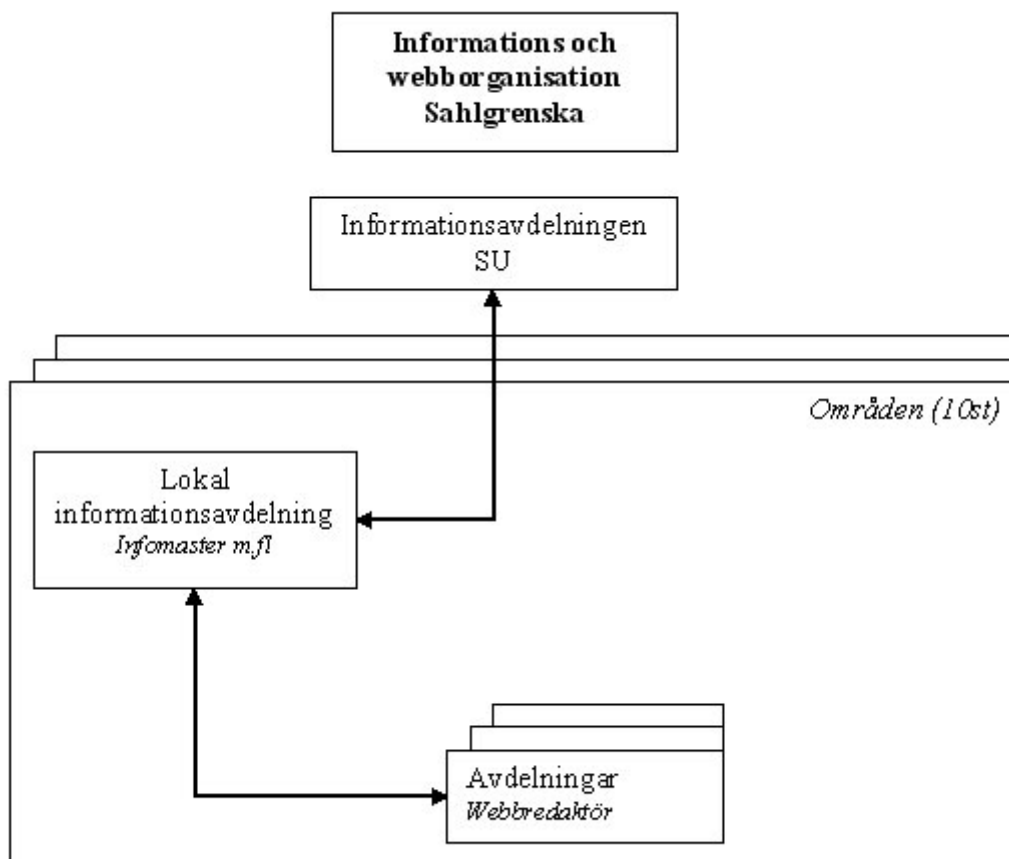 Informations och
webborganisation
Sahlgrenska
Informationsavdelningen
SU
Områden (10st)
Lokal
informationsavdelning
Infomaster m.fl
Avdelningar
Webbredaktör